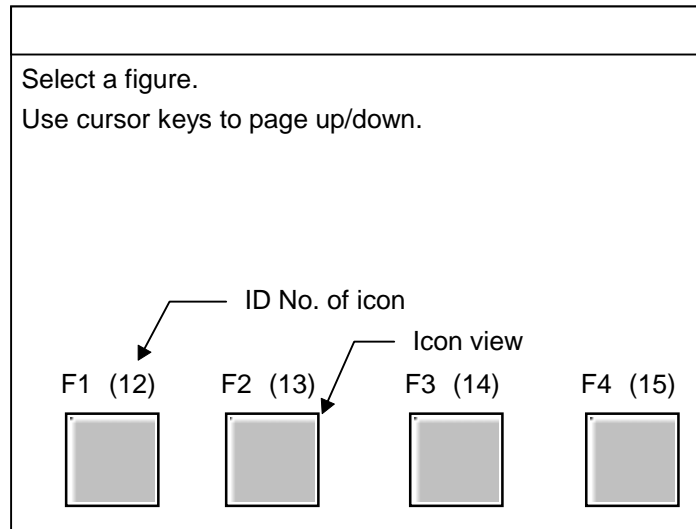 Select a figure.
Use cursor keys to page up/down.
ID No. of icon
Icon view
F1 (12) F2 (13) F3 (14) F4 (15)